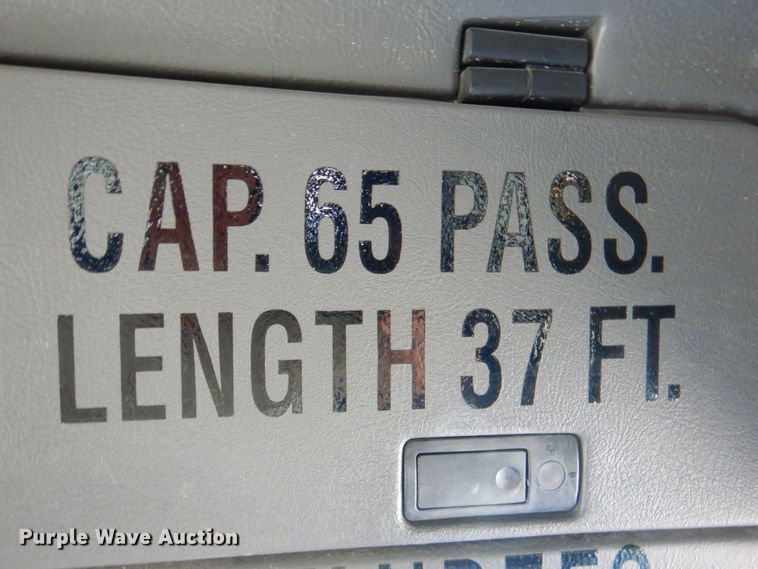 CAP. 65 PASS.
LENGTH 37 FT.
Purple Wave Auction